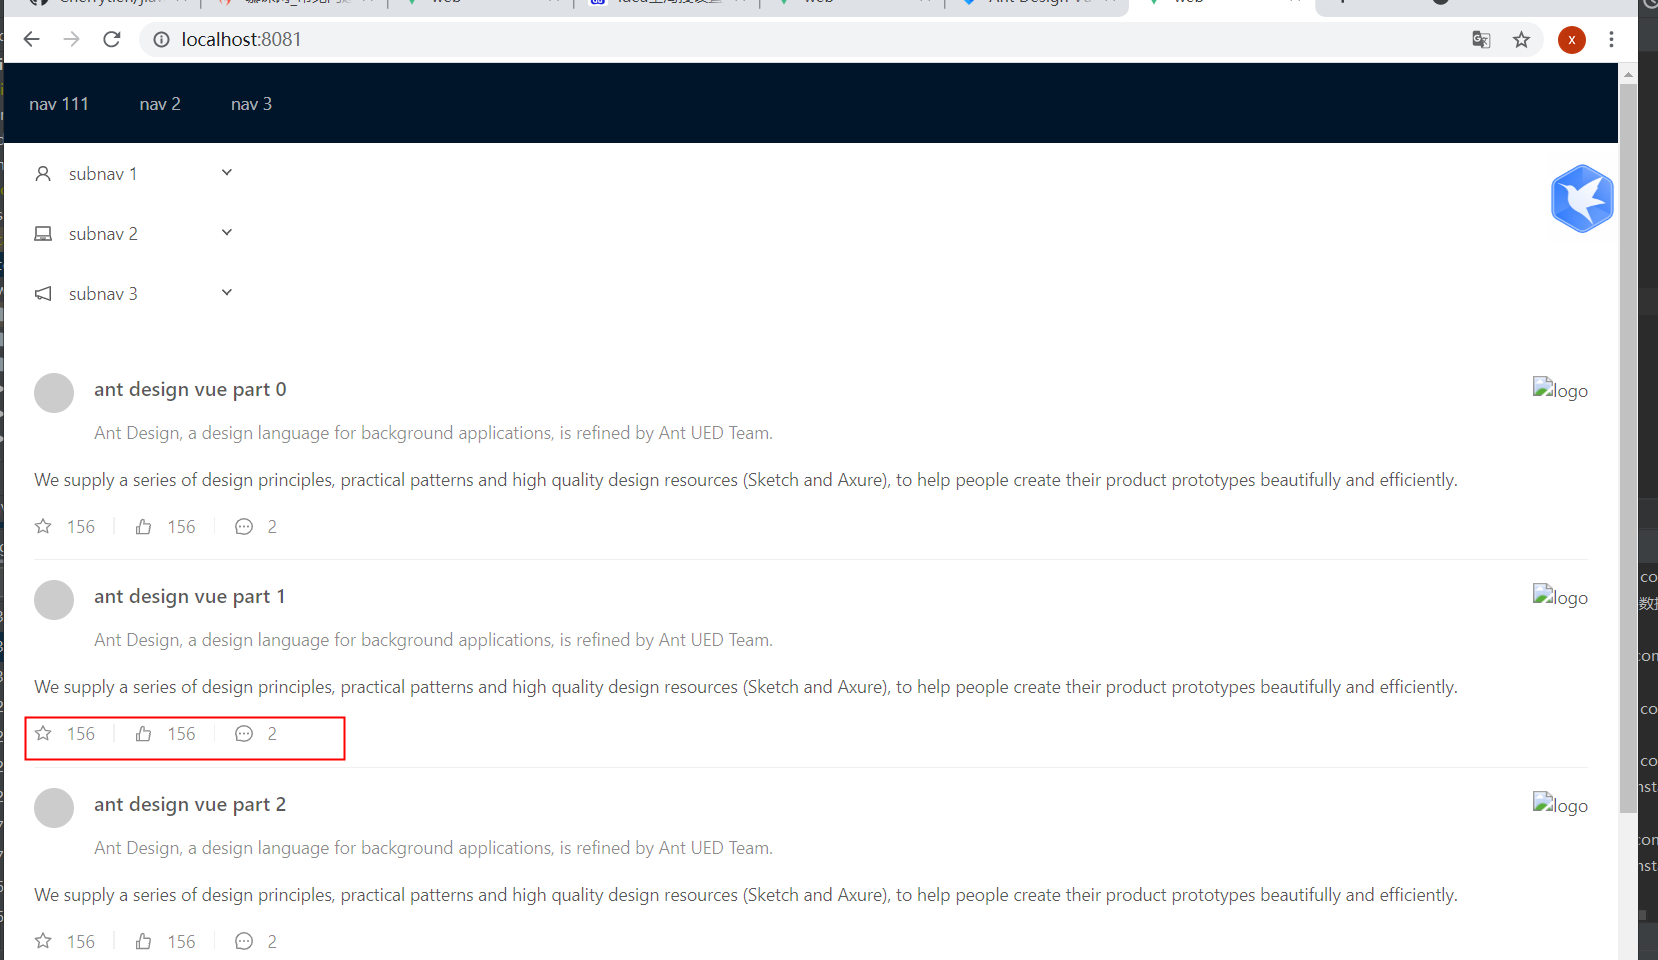 web
web
Ant Design Vu
web
localhost:8081
x
nav 111 nav 2 nav 3
subnav 1
subnav 2
subnav 3
ant design vue part 0
logo
Ant Design, a design language for background applications, is refined by Ant UED Team.
We supply a series of design principles, practical patterns and high quality design resources (Sketch and Axure), to help people create their product prototypes beautifully and efficiently.
156 156 2
ant design vue part 1
logo
Ant Design, a design language for background applications, is refined by Ant UED Team.
We supply a series of design principles, practical patterns and high quality design resources (Sketch and Axure), to help people create their product prototypes beautifully and efficiently.
156 156 2
ant design vue part 2
logo
Ant Design, a design language for background applications, is refined by Ant UED Team.
We supply a series of design principles, practical patterns and high quality design resources (Sketch and Axure), to help people create their product prototypes beautifully and efficiently.
156 156 2